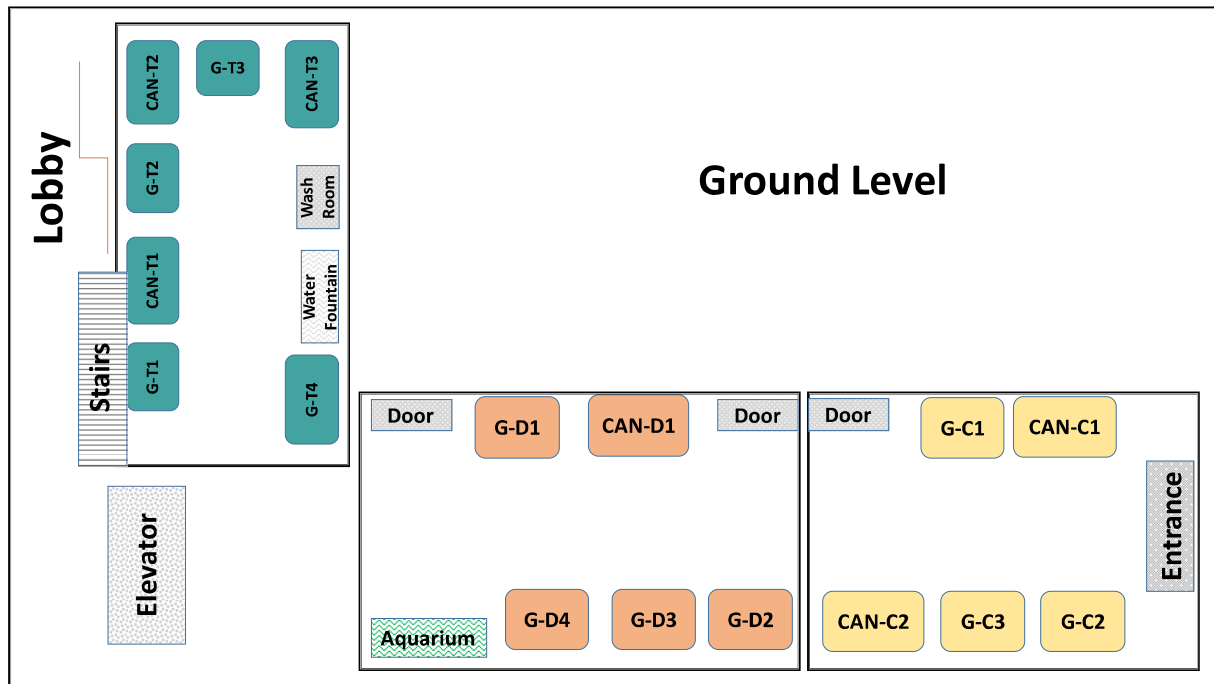 Ground Level
Lobby
CAN-T2
G-T3
CAN-T3
G-T2
Wash
Room
CAN-T1
Water
Fountain
Stairs
G-T1
G-T4
Elevator
Door
G-D1
CAN-D1
Door
Door
G-C1
CAN-C1
Entrance
Aquarium
G-D4
G-D3
G-D2
CAN-C2
G-C3
G-C2